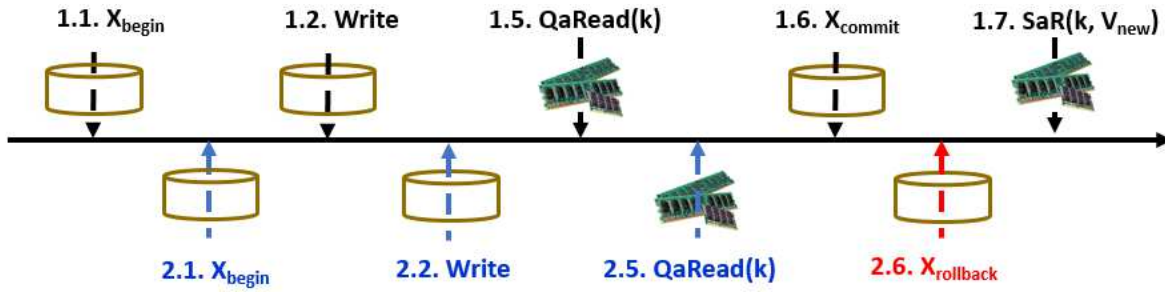 1.1. Xbegin 1.2. Write 1.5. QaRead(k) 1.6. Xcommit 1.7. SaR(k, Vnew)
2.1. Xbegin 2.2. Write 2.5. QaRead(k) 2.6. Xrollback